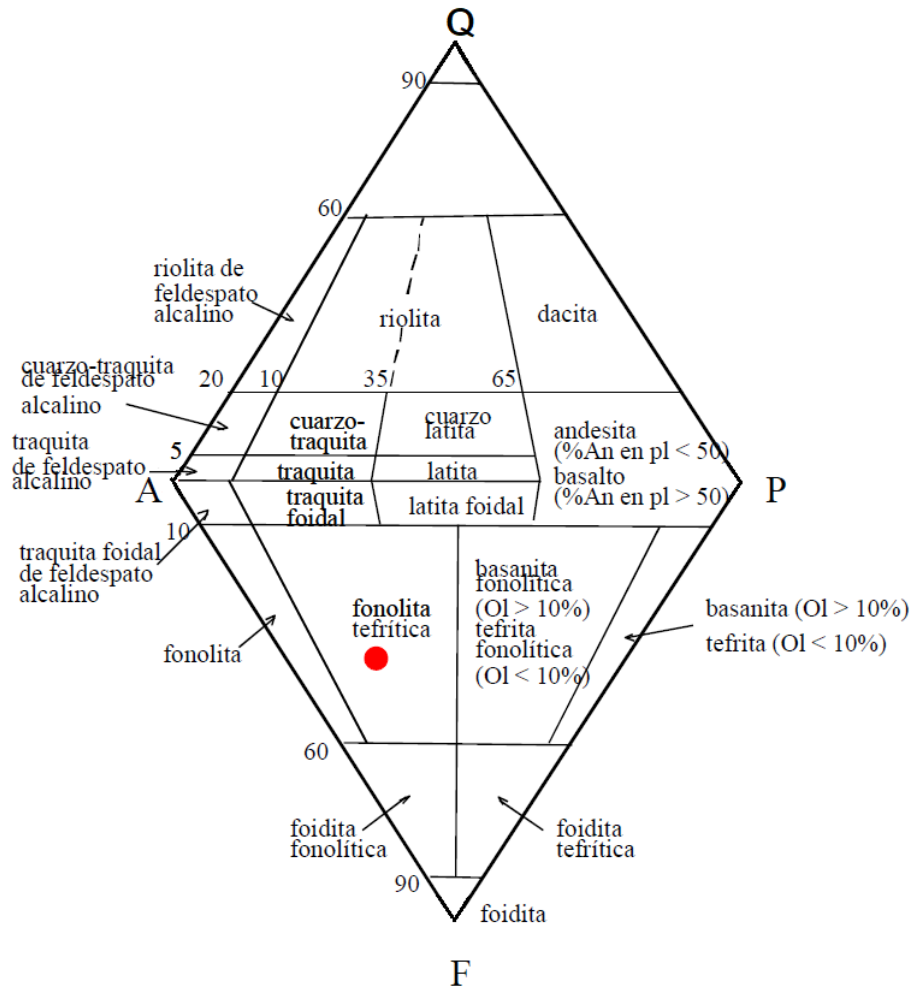 Q
90
60
riolita de
feldespato
alcalino
riolita
dacita
cuarzo-traquita
de feldespato
alcalino
20
10
35
65
cuarzo-
traquita
cuarzo
latita
andesita
(%An en pl < 50)
basalto
(%An en pl > 50)
traquita
de feldespato
alcalino
5
traquita
latita
A
P
traquita
foidal
latita foidal
10
traquita foidal
de feldespato
alcalino
fonolita
fonolita
tefrítica
basanita
fonolítica
(Ol > 10%)
tefrita
fonolítica
(Ol < 10%)
basanita (Ol > 10%)
tefrita (Ol < 10%)
60
foidita
fonolítica
foidita
tefrítica
90
foidita
F